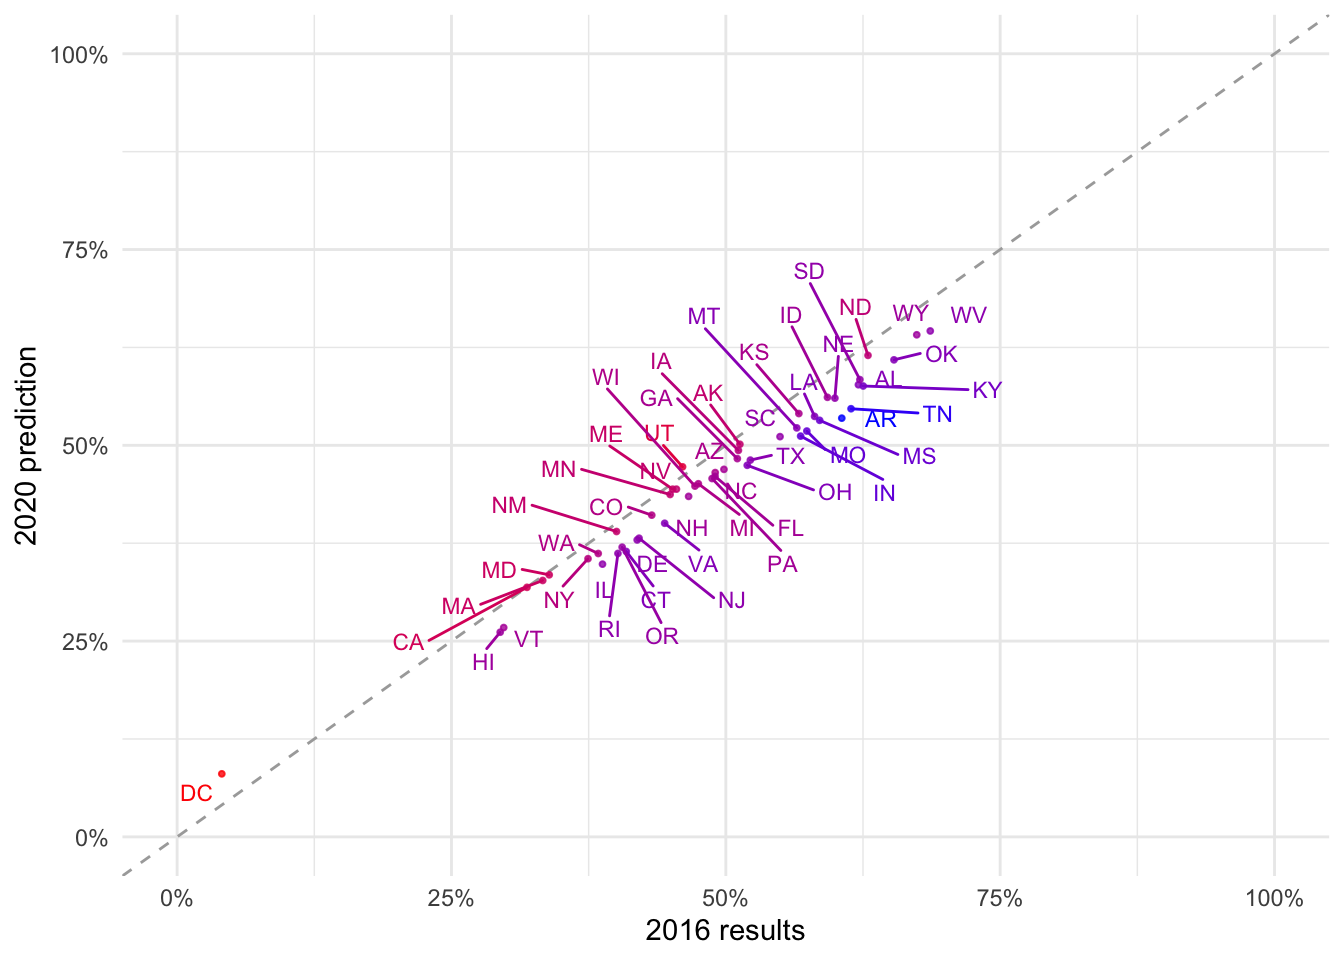 100%
75%
50%
25%
0%
2020 prediction
SD
ND
WY
WV
MT
ID
NE
OK
KS
IA
WI
AL
KY
LA
AK
GA
SC
TN
AR
UT
ME
AZ
TX
MO
MS
MN
NV
NC
OH
IN
NM
CO
NH
MI
FL
WA
DE
VA
PA
MD
IL
CT
NJ
NY
MA
RI
OR
CA
VT
HI
DC
0%
25%
50%
75%
100%
2016 results